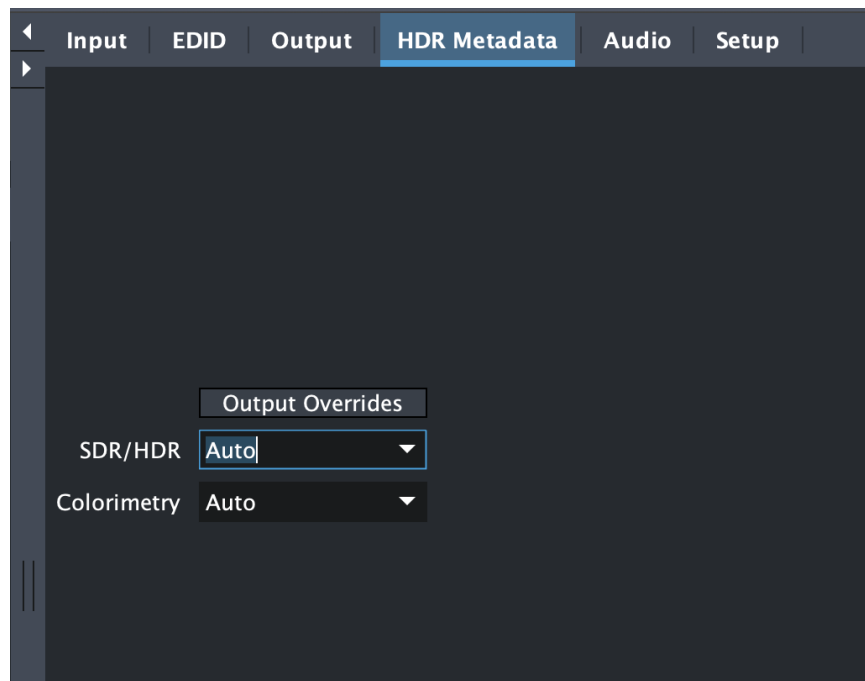 Input EDID Output HDR Metadata Audio Setup
Output Overrides
SDR/HDR Auto
Colorimetry Auto